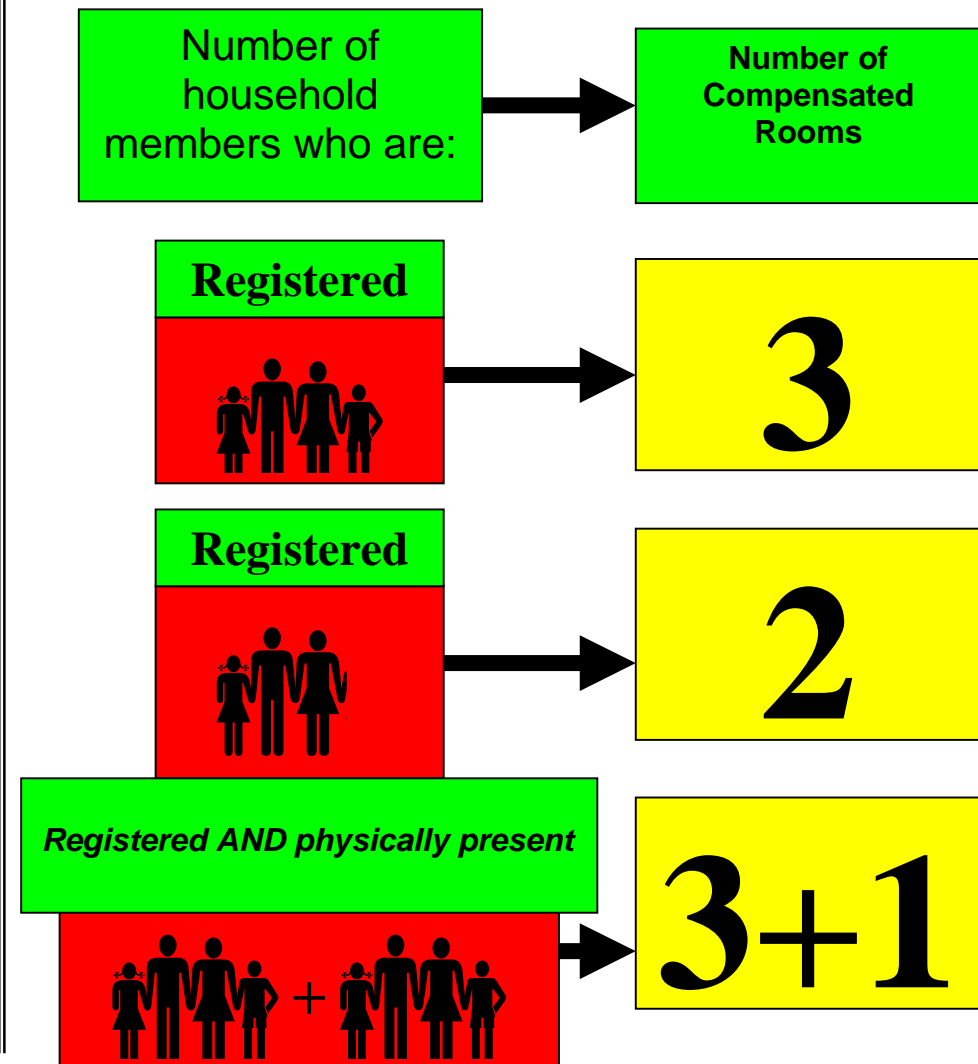 Number of
household
members who are:
Number of
Compensated
Rooms
Registered
3
Registered
2
Registered AND physically present
+
3+1